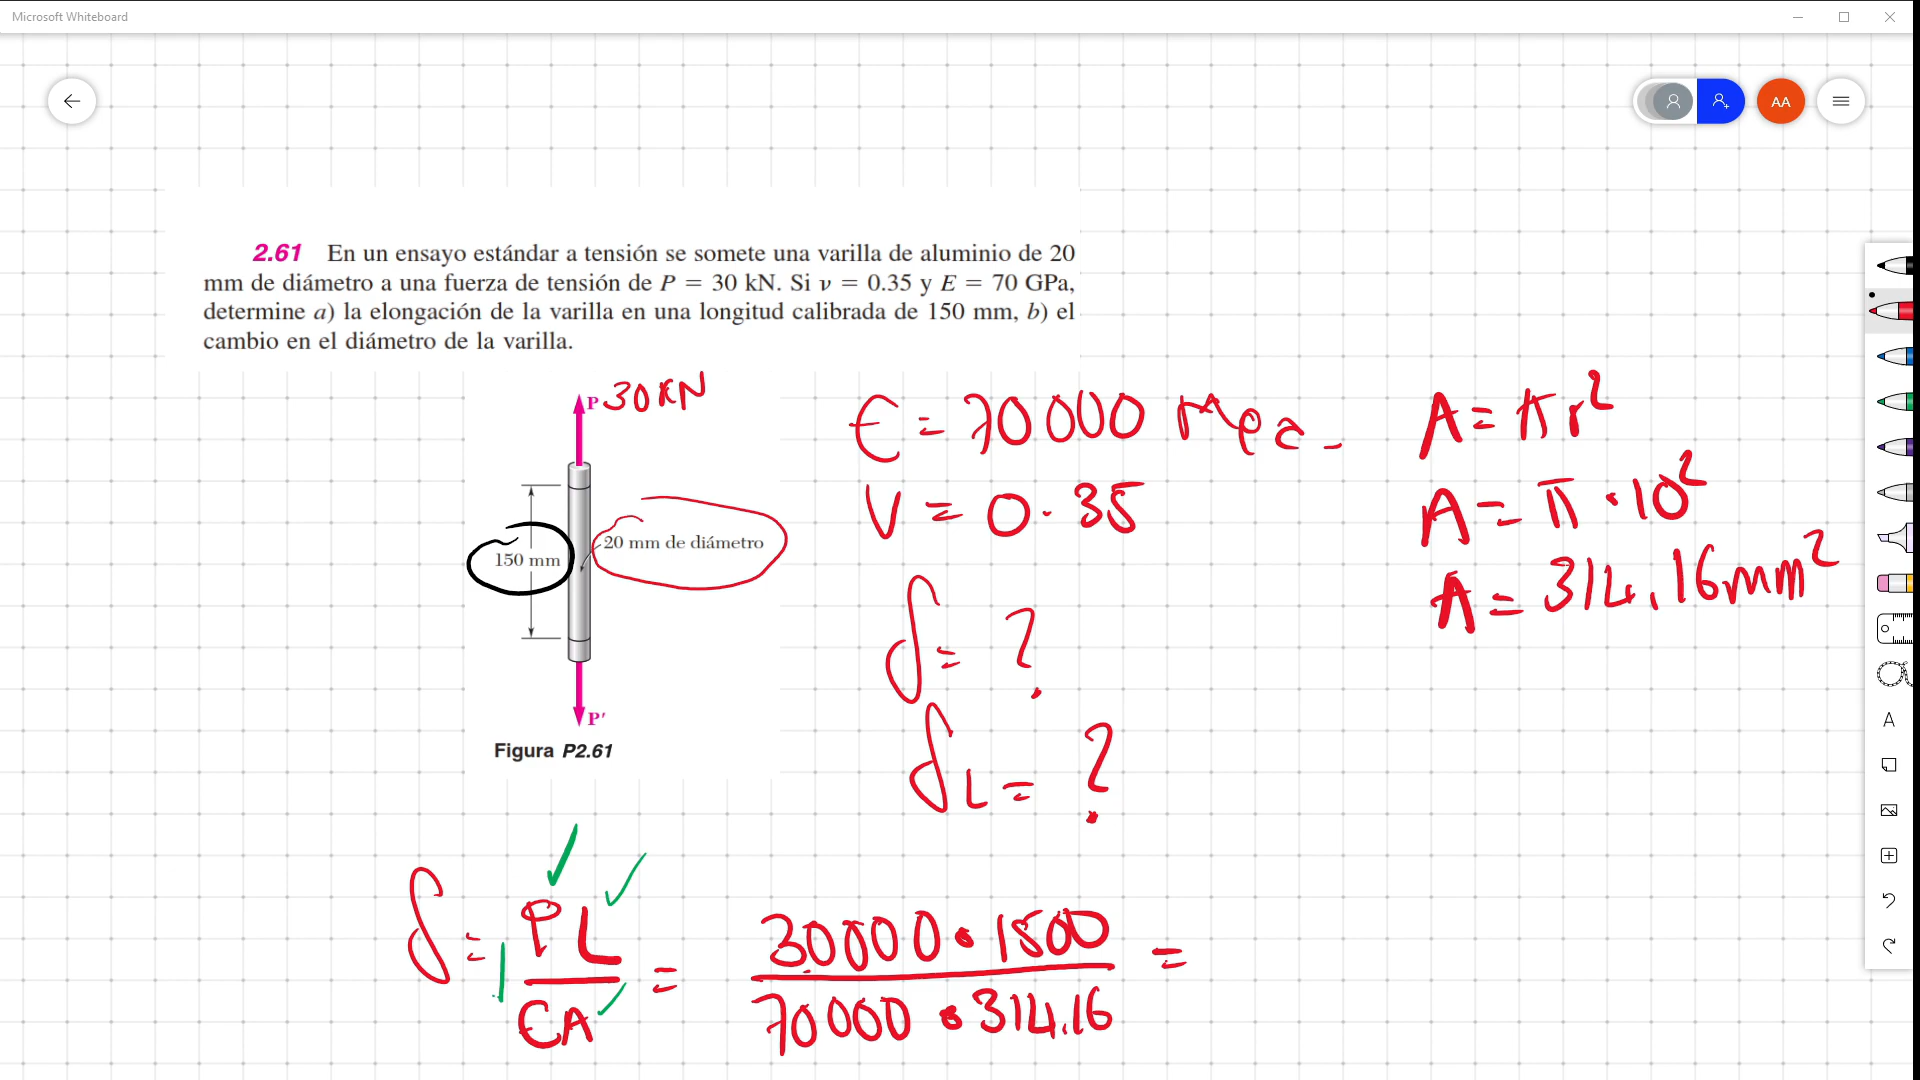 Microsoft Whiteboard
AA
2.61 En un ensayo estándar a tensión se somete una varilla de aluminio de 20
mm de diámetro a una fuerza de tensión de P = 30 kN. Si ν = 0.35 y E = 70 GPa,
determine a) la elongación de la varilla en una longitud calibrada de 150 mm, b) el
cambio en el diámetro de la varilla.
P 30 KN
150 mm
20 mm de diámetro
P′
Figura P2.61
E = 70000 Mpa.
V = 0.35
δ = ?
δL = ?
A = πr²
A = π · 10²
A = 314.16mm²
δ = PL
EA
= 30000 • 1500
70000 • 314.16
=
A